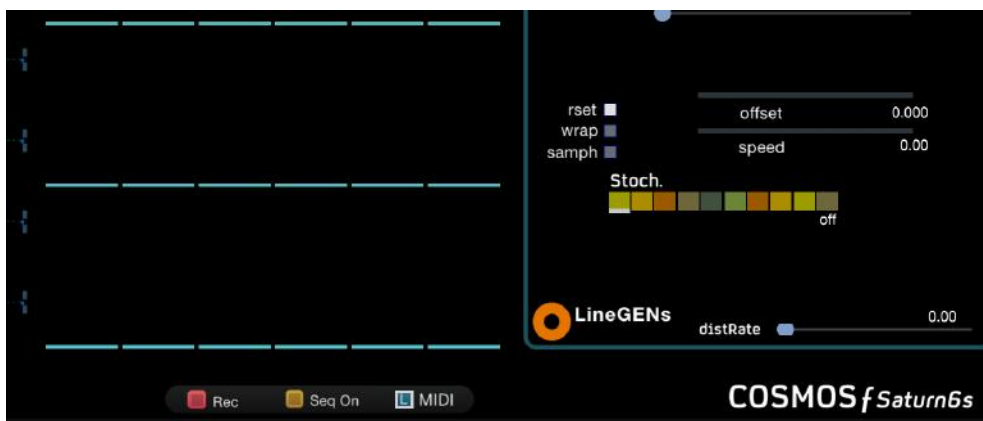 rset
offset 0.000
wrap
speed 0.00
samph
Stoch.
off
LineGENs
distRate 0.00
Rec Seq On L MIDI
COSMOS f Saturn6s